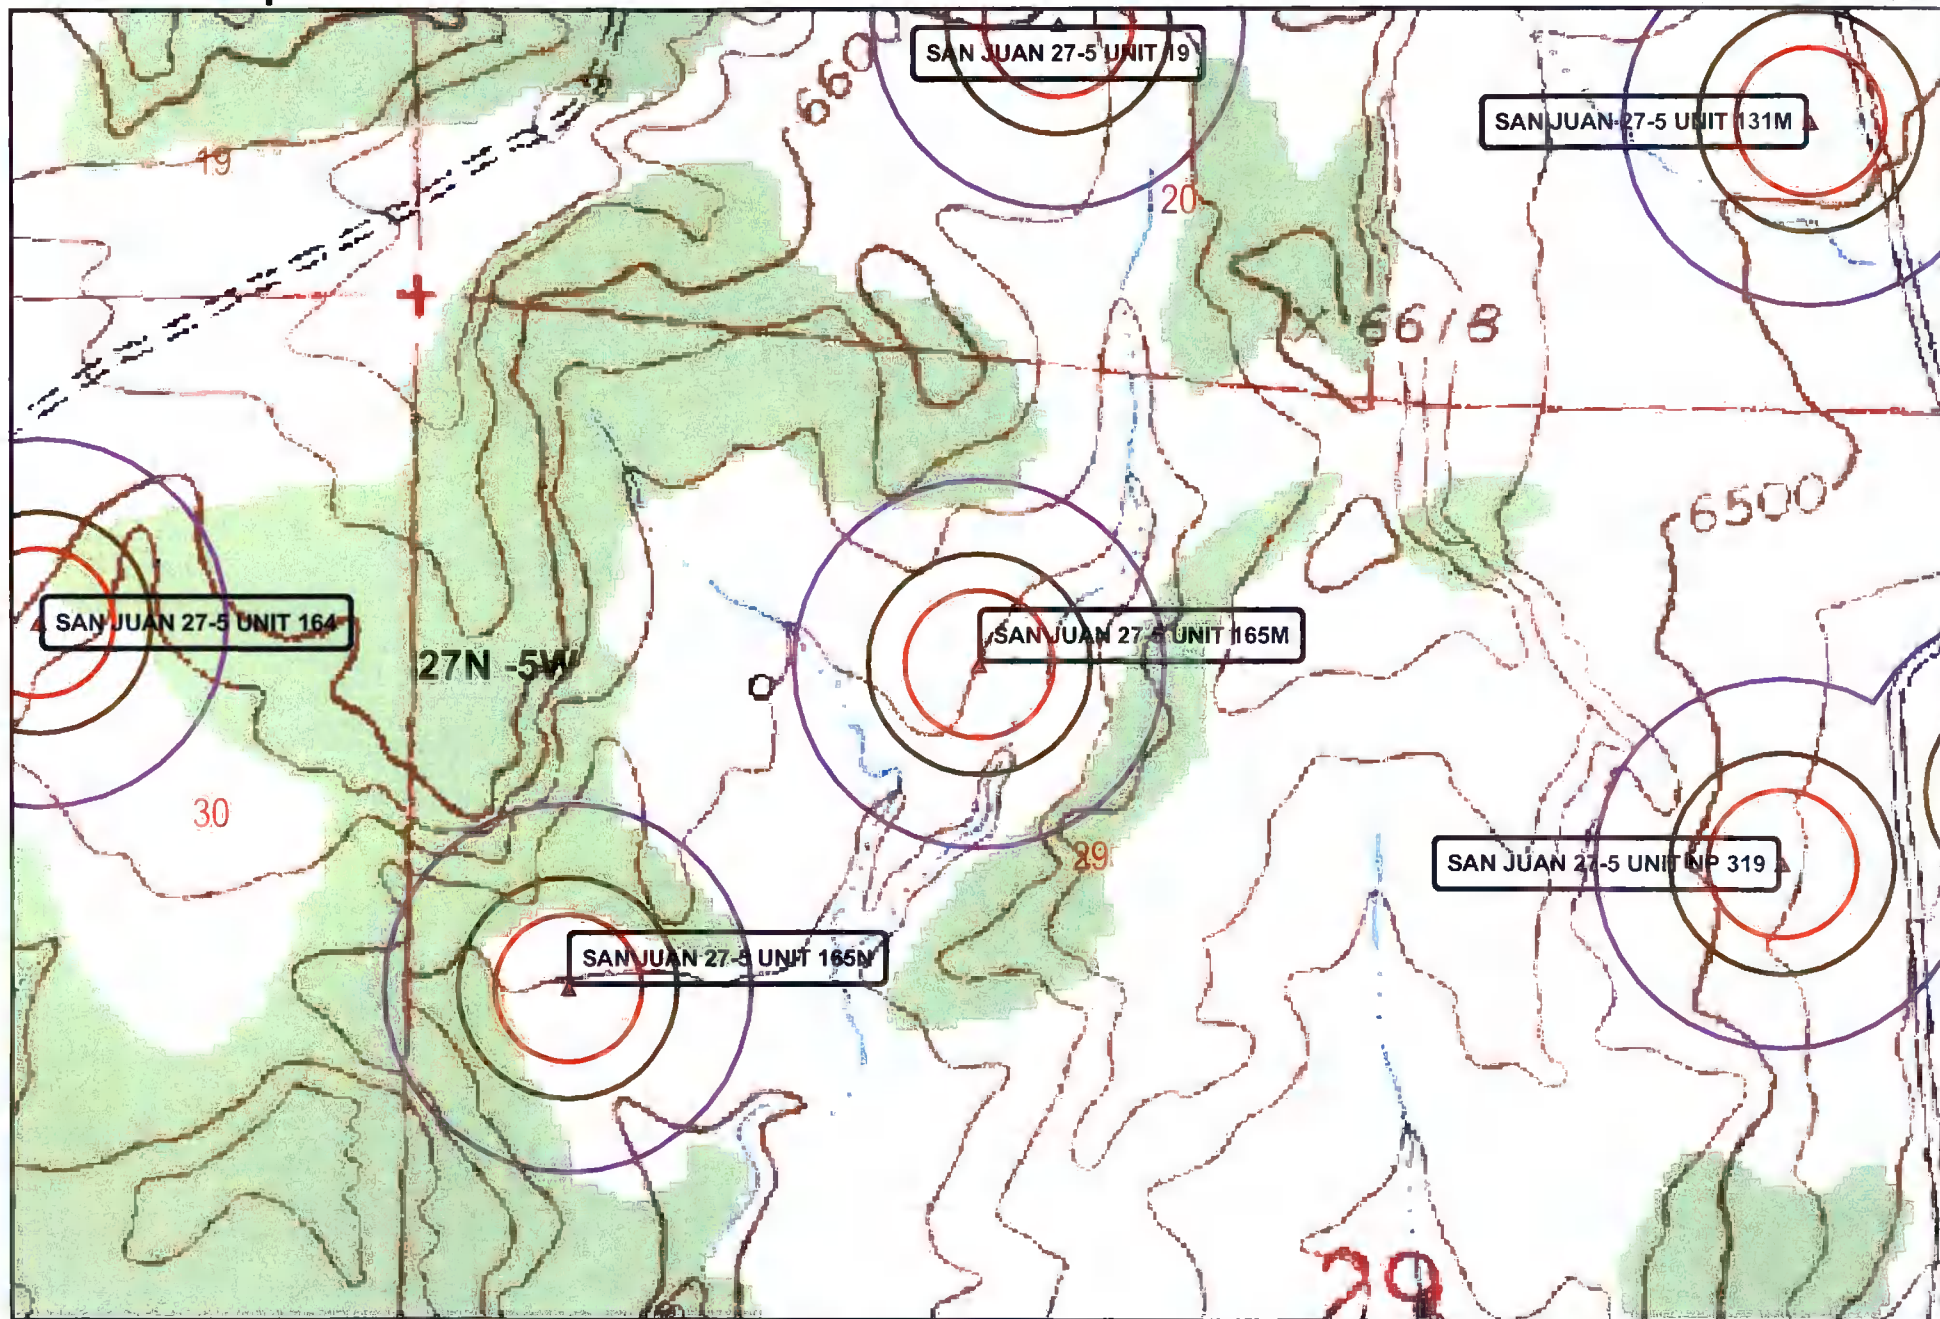 SAN JUAN 27-5 UNIT 19
6600
SAN JUAN 27-5 UNIT 131M
19
20
6618
6500
SAN JUAN 27-5 UNIT 164
SAN JUAN 27-5 UNIT 165M
27N -5W
30
29
SAN JUAN 27-5 UNIT NP 319
SAN JUAN 27-5 UNIT 165N
29